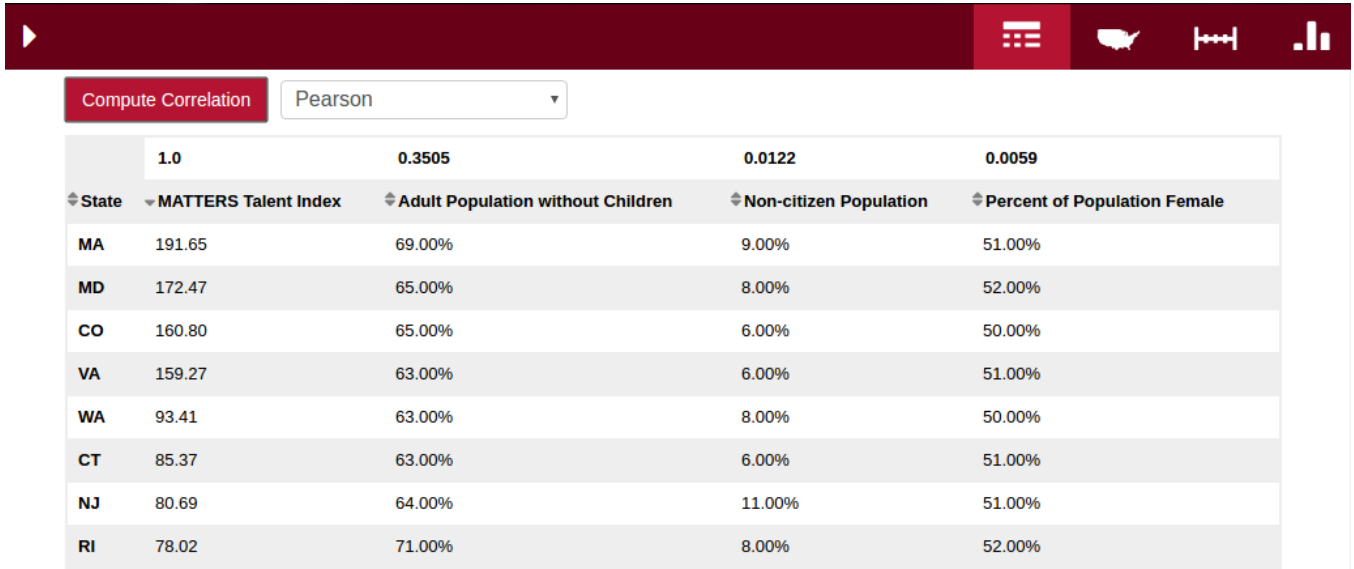 Compute Correlation Pearson
1.0 0.3505 0.0122 0.0059
State MATTERS Talent Index Adult Population without Children Non-citizen Population Percent of Population Female
MA 191.65 69.00% 9.00% 51.00%
MD 172.47 65.00% 8.00% 52.00%
CO 160.80 65.00% 6.00% 50.00%
VA 159.27 63.00% 6.00% 51.00%
WA 93.41 63.00% 8.00% 50.00%
CT 85.37 63.00% 6.00% 51.00%
NJ 80.69 64.00% 11.00% 51.00%
RI 78.02 71.00% 8.00% 52.00%